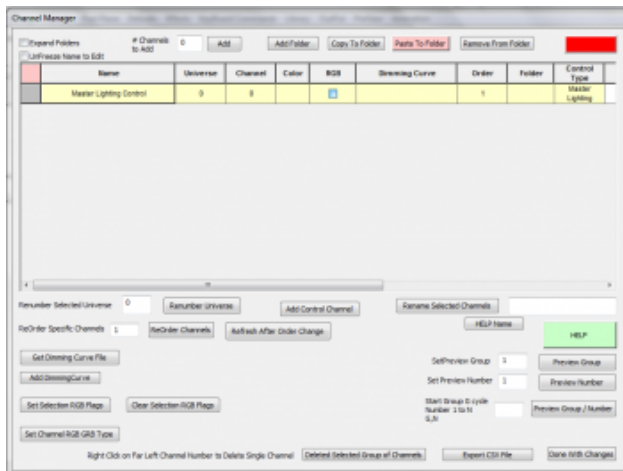 Channel Manager
Expand Folders
# Channels to Add
0
Add
Add Folder
Copy To Folder
Paste To Folder
Remove From Folder
UnFreeze Name to Edit
Name Universe Channel Color RGB Dimming Curve Order Folder Control Type
Master Lighting Control 0 0 1 Master Lighting
Renumber Selected Universe 0 Renumber Universe Add Control Channel Rename Selected Channels
HELP Name
HELP
ReOrder Specific Channels 1 ReOrder Channels Refresh After Order Change
Get Dimming Curve File
SetPreview Group 1 Preview Group
Add DimmingCurve
Set Preview Number 1 Preview Number
Set Selection RGB Flags Clear Selection RGB Flags
Start Group G cycle
Number 1 to N
G,N
Preview Group / Number
Set Channel RGB GRB Type
Right Click on Far Left Channel Number to Delete Single Channel Deleted Selected Group of Channels Export CSV File Done With Changes